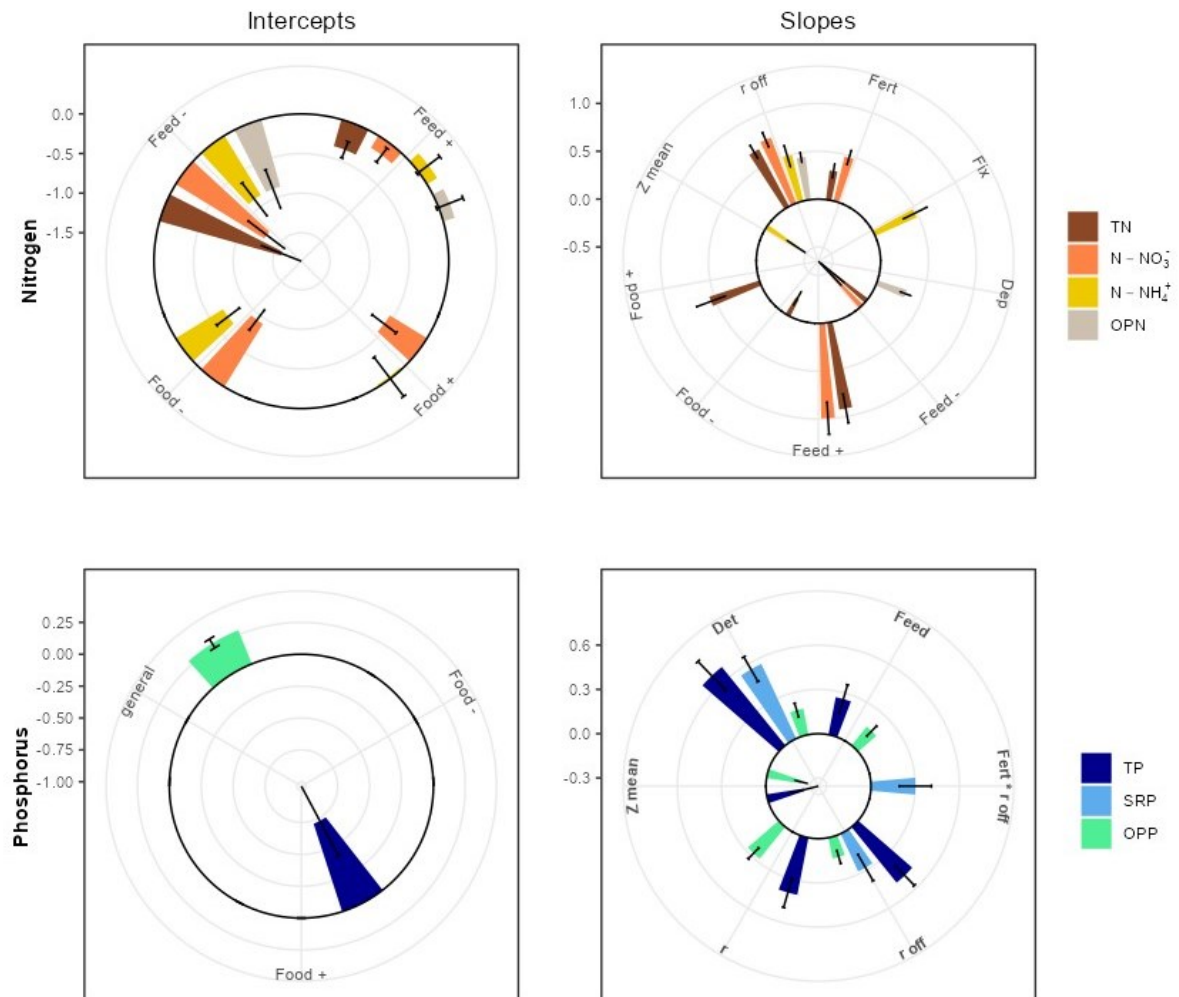 Intercepts
Slopes
Nitrogen
0.0
-0.5
-1.0
-1.5
Feed -
Feed +
Food -
Food +
1.0
0.5
0.0
-0.5
r off
Fert
Z mean
Fix
Food +
Dep
Food -
Feed -
Feed +
TN
N – NO₃⁻
N – NH₄⁺
OPN
Phosphorus
0.25
0.00
-0.25
-0.50
-0.75
-1.00
general
Food -
Food +
0.6
0.3
0.0
-0.3
Det
Feed
Z mean
Fert * r off
r
r off
TP
SRP
OPP